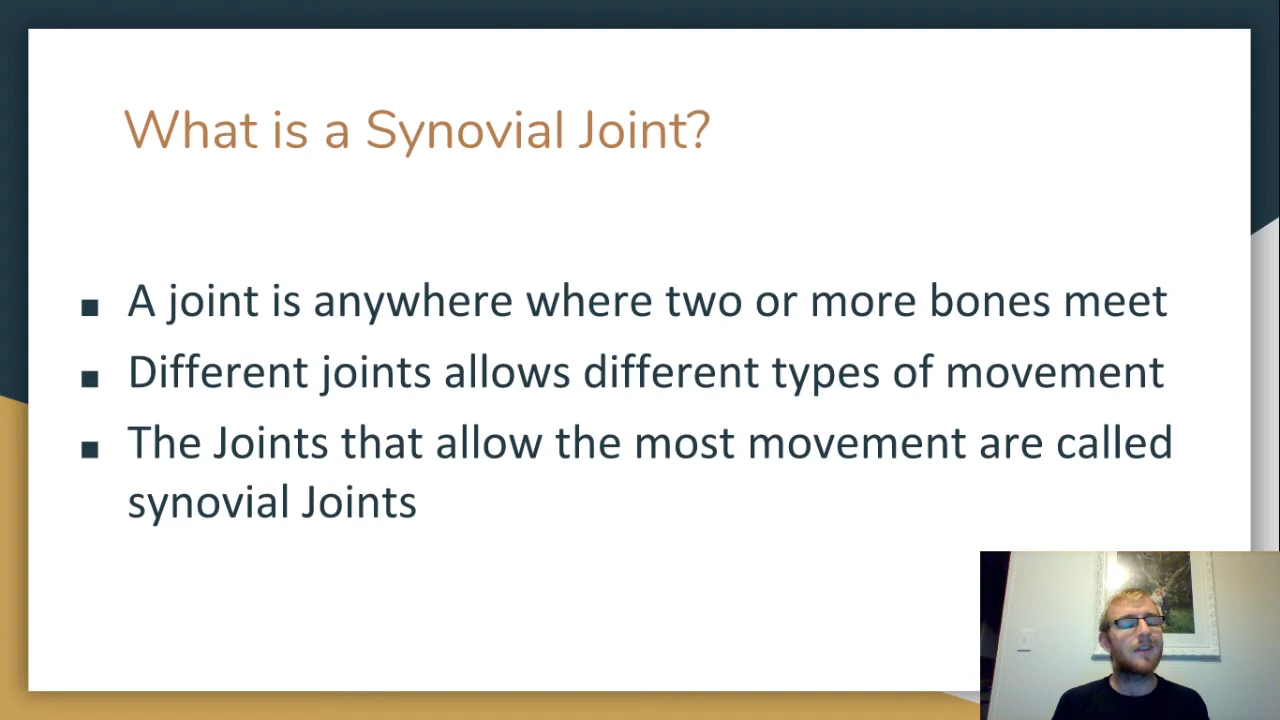 What is a Synovial Joint?
■ A joint is anywhere where two or more bones meet
■ Different joints allows different types of movement
■ The Joints that allow the most movement are called
synovial Joints